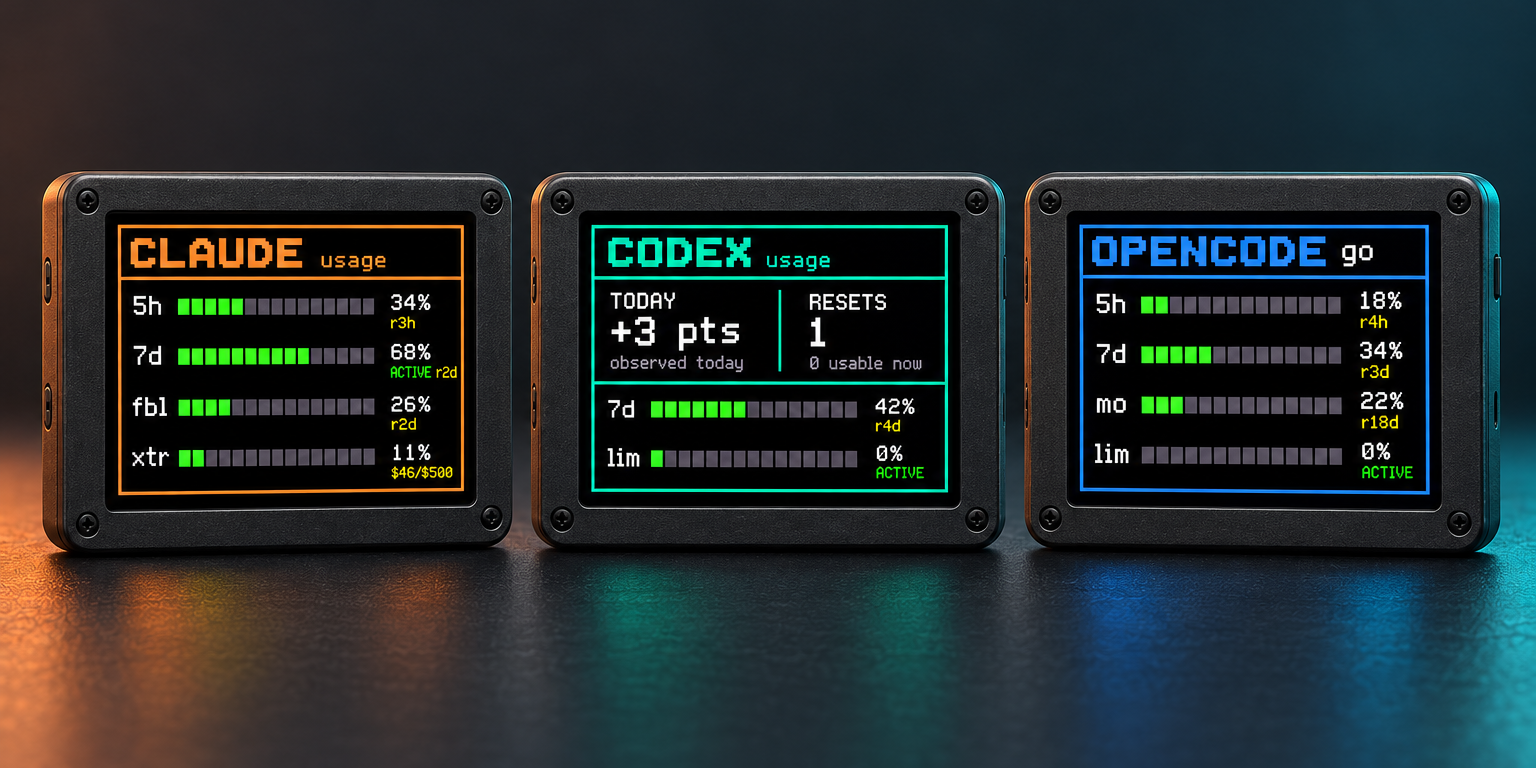 CLAUDE usage
5h 34%
r3h
7d 68%
ACTIVE r2d
fbl 26%
r2d
xtr 11%
$46/$500
CODEX usage
TODAY
+3 pts
observed today
RESETS
1
0 usable now
7d 42%
r4d
lim 0%
ACTIVE
OPENCODE go
5h 18%
r4h
7d 34%
r3d
mo 22%
r18d
lim 0%
ACTIVE